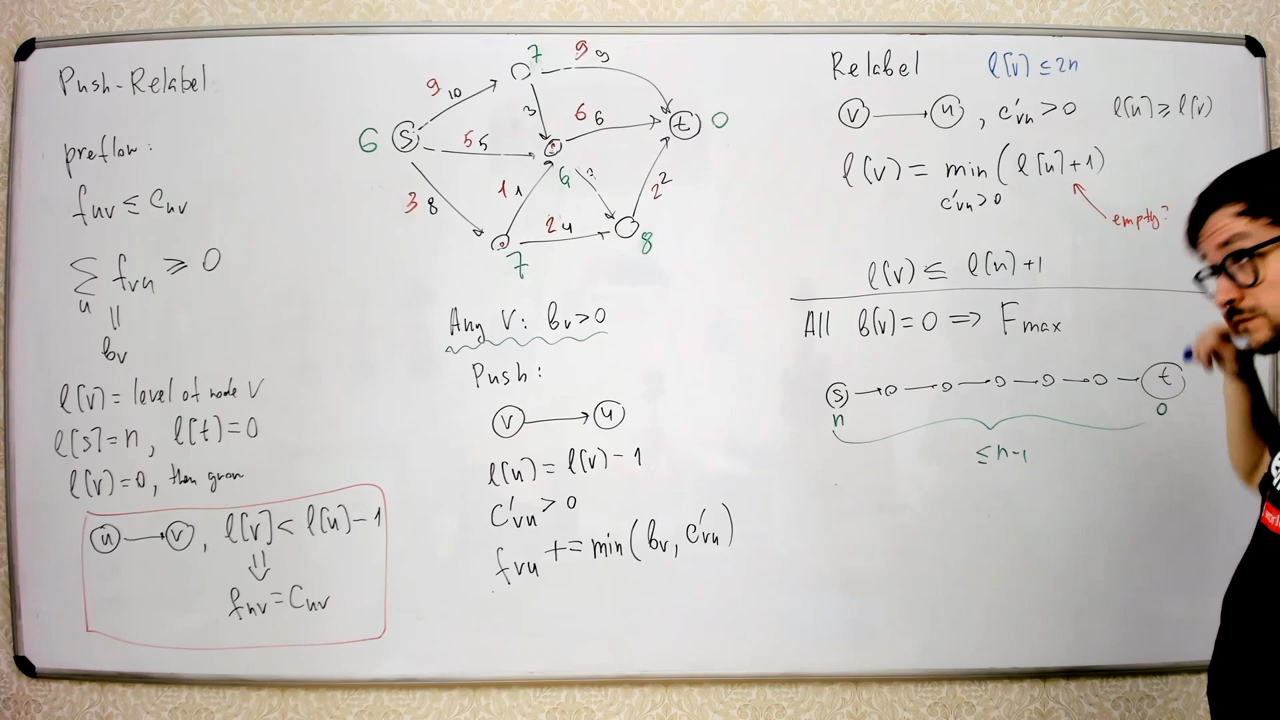 Push-Relabel
preflow:
fuv ≤ Cuv
∑ fvu ≥ 0
u
||
bv
l[v] = level of node V
l[s] = n, l[t] = 0
l[v] = 0, then grow
u → v, l[v] < l[u] - 1
⇓
fuv = Cuv
7
9 9
9 10
3
6 6
6 s
5 5
t 0
6
3 8
1 1
2 2
2 4
7
8
Any V: bv > 0
Push:
v → u
l[u] = l[v] - 1
C'vu > 0
fvu += min(bv, C'vu)
Relabel
l[v] ≤ 2n
v → u, C'vu > 0 l[u] ≥ l[v]
l[v] = min (l[u]+1)
C'vu > 0
empty?
l[v] ≤ l[u]+1
All b(v) = 0 ⇒ Fmax
s t
n 0
≤ n-1